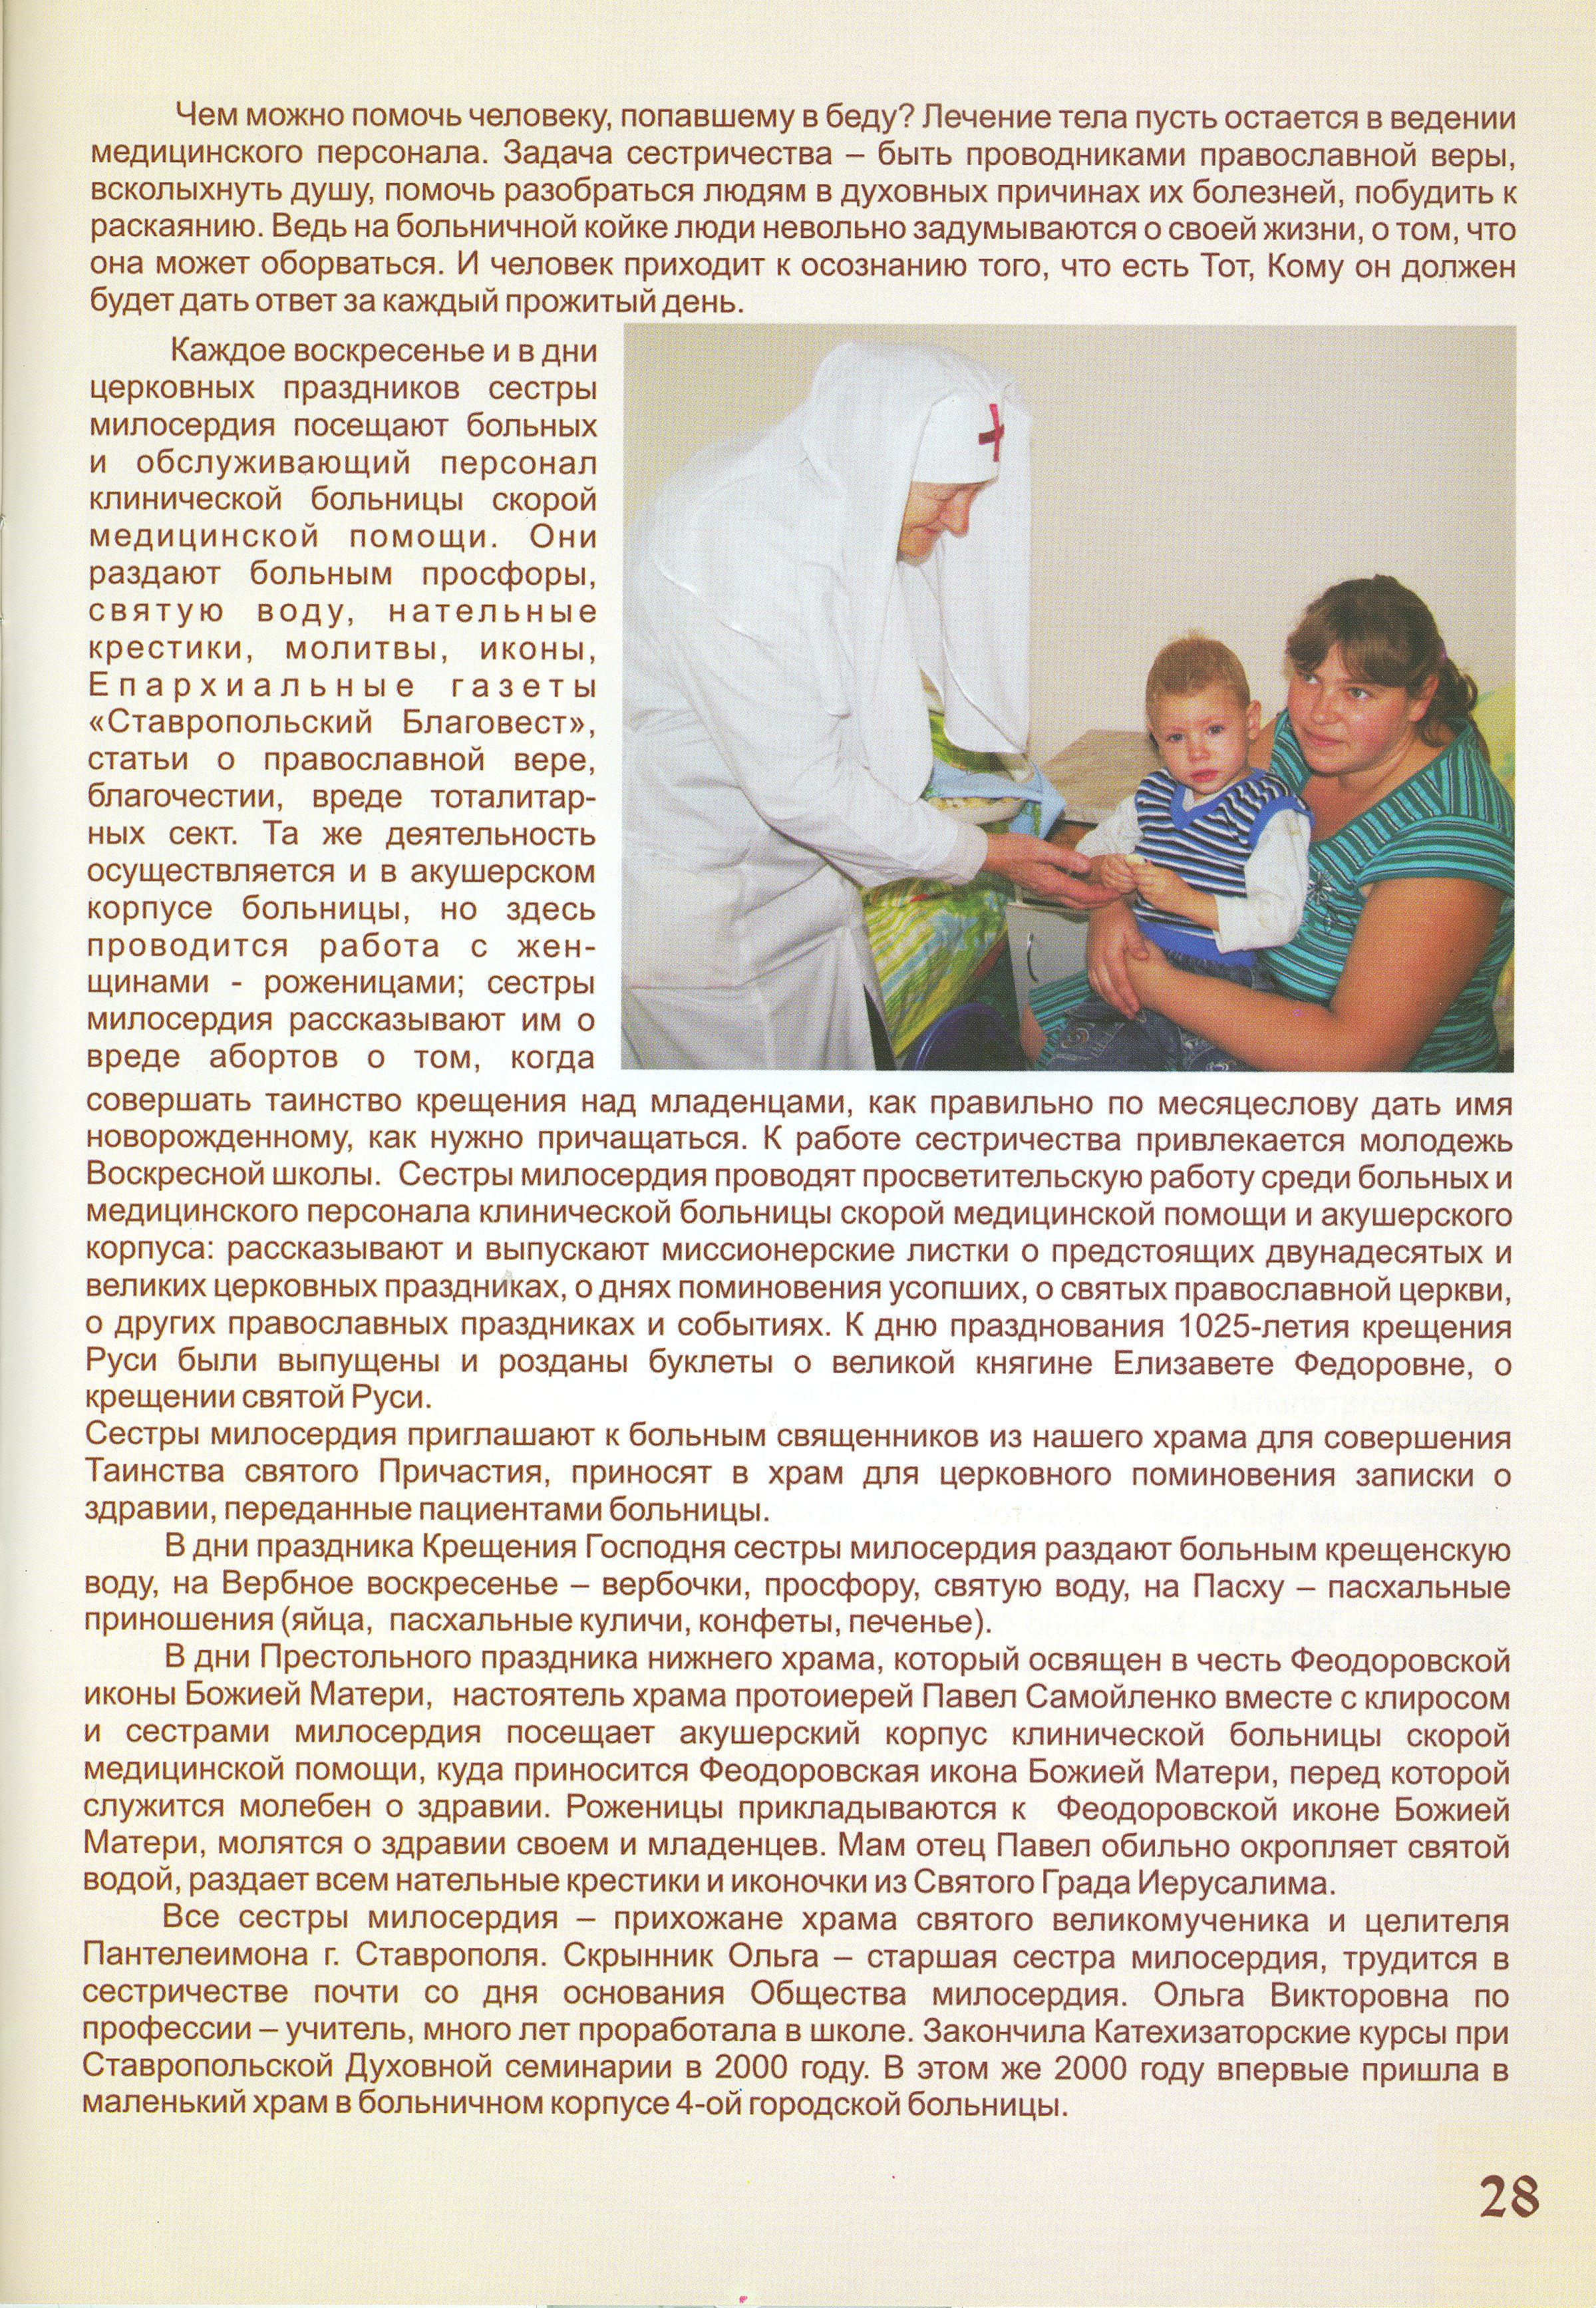 Чем можно помочь человеку, попавшему в беду? Лечение тела пусть остается в ведении
медицинского персонала. Задача сестричества – быть проводниками православной веры,
всколыхнуть душу, помочь разобраться людям в духовных причинах их болезней, побудить к
раскаянию. Ведь на больничной койке люди невольно задумываются о своей жизни, о том, что
она может оборваться. И человек приходит к осознанию того, что есть Тот, Кому он должен
будет дать ответ за каждый прожитый день.
Каждое воскресенье и в дни
церковных праздников сестры
милосердия посещают больных
и обслуживающий персонал
клинической больницы скорой
медицинской помощи. Они
раздают больным просфоры,
святую воду, нательные
крестики, молитвы, иконы,
Епархиальные газеты
«Ставропольский Благовест»,
статьи о православной вере,
благочестии, вреде тоталитар-
ных сект. Та же деятельность
осуществляется и в акушерском
корпусе больницы, но здесь
проводится работа с жен-
щинами - роженицами; сестры
милосердия рассказывают им о
вреде абортов о том, когда
совершать таинство крещения над младенцами, как правильно по месяцеслову дать имя
новорожденному, как нужно причащаться. К работе сестричества привлекается молодежь
Воскресной школы. Сестры милосердия проводят просветительскую работу среди больных и
медицинского персонала клинической больницы скорой медицинской помощи и акушерского
корпуса: рассказывают и выпускают миссионерские листки о предстоящих двунадесятых и
великих церковных праздниках, о днях поминовения усопших, о святых православной церкви,
о других православных праздниках и событиях. К дню празднования 1025-летия крещения
Руси были выпущены и розданы буклеты о великой княгине Елизавете Федоровне, о
крещении святой Руси.
Сестры милосердия приглашают к больным священников из нашего храма для совершения
Таинства святого Причастия, приносят в храм для церковного поминовения записки о
здравии, переданные пациентами больницы.
В дни праздника Крещения Господня сестры милосердия раздают больным крещенскую
воду, на Вербное воскресенье – вербочки, просфору, святую воду, на Пасху – пасхальные
приношения (яйца, пасхальные куличи, конфеты, печенье).
В дни Престольного праздника нижнего храма, который освящен в честь Феодоровской
иконы Божией Матери, настоятель храма протоиерей Павел Самойленко вместе с клиросом
и сестрами милосердия посещает акушерский корпус клинической больницы скорой
медицинской помощи, куда приносится Феодоровская икона Божией Матери, перед которой
служится молебен о здравии. Роженицы прикладываются к Феодоровской иконе Божией
Матери, молятся о здравии своем и младенцев. Мам отец Павел обильно окропляет святой
водой, раздает всем нательные крестики и иконочки из Святого Града Иерусалима.
Все сестры милосердия – прихожане храма святого великомученика и целителя
Пантелеимона г. Ставрополя. Скрынник Ольга – старшая сестра милосердия, трудится в
сестричестве почти со дня основания Общества милосердия. Ольга Викторовна по
профессии – учитель, много лет проработала в школе. Закончила Катехизаторские курсы при
Ставропольской Духовной семинарии в 2000 году. В этом же 2000 году впервые пришла в
маленький храм в больничном корпусе 4-ой городской больницы.
28